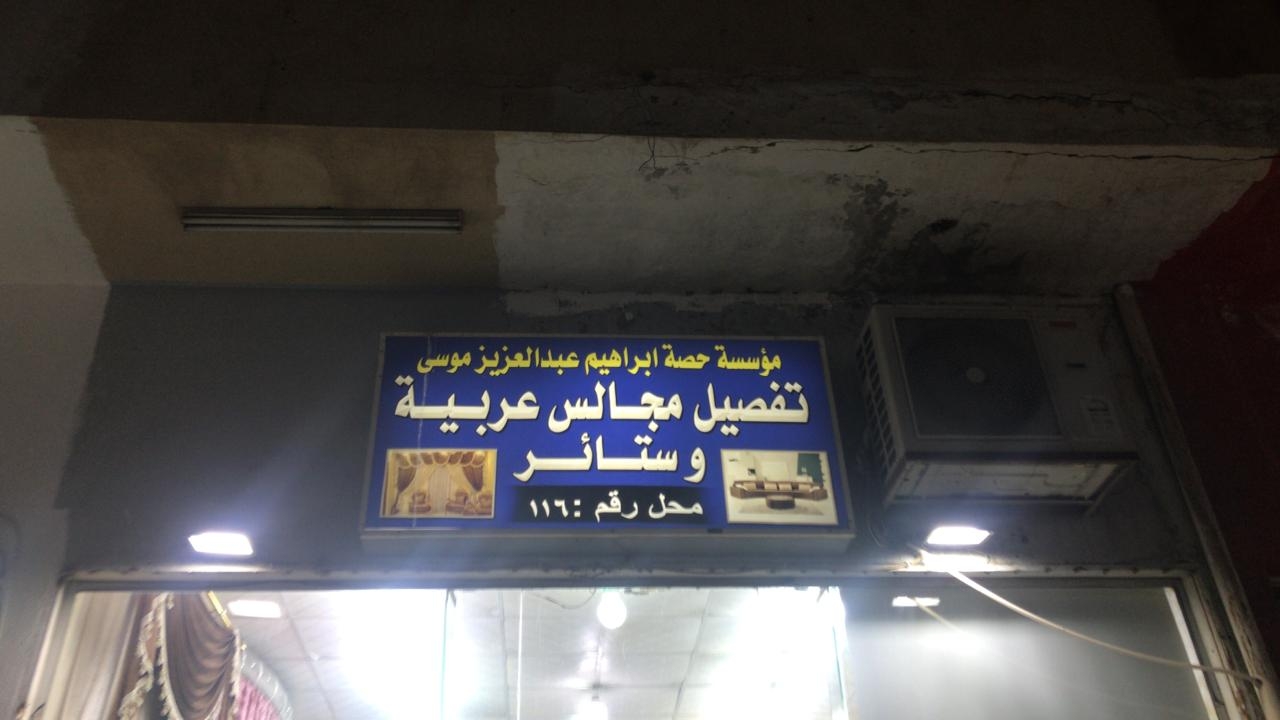 مؤسسة حصة ابراهيم عبدالعزيز موسى
تفصيل مجالس عربية
وستائر
محل رقم : ١١٦